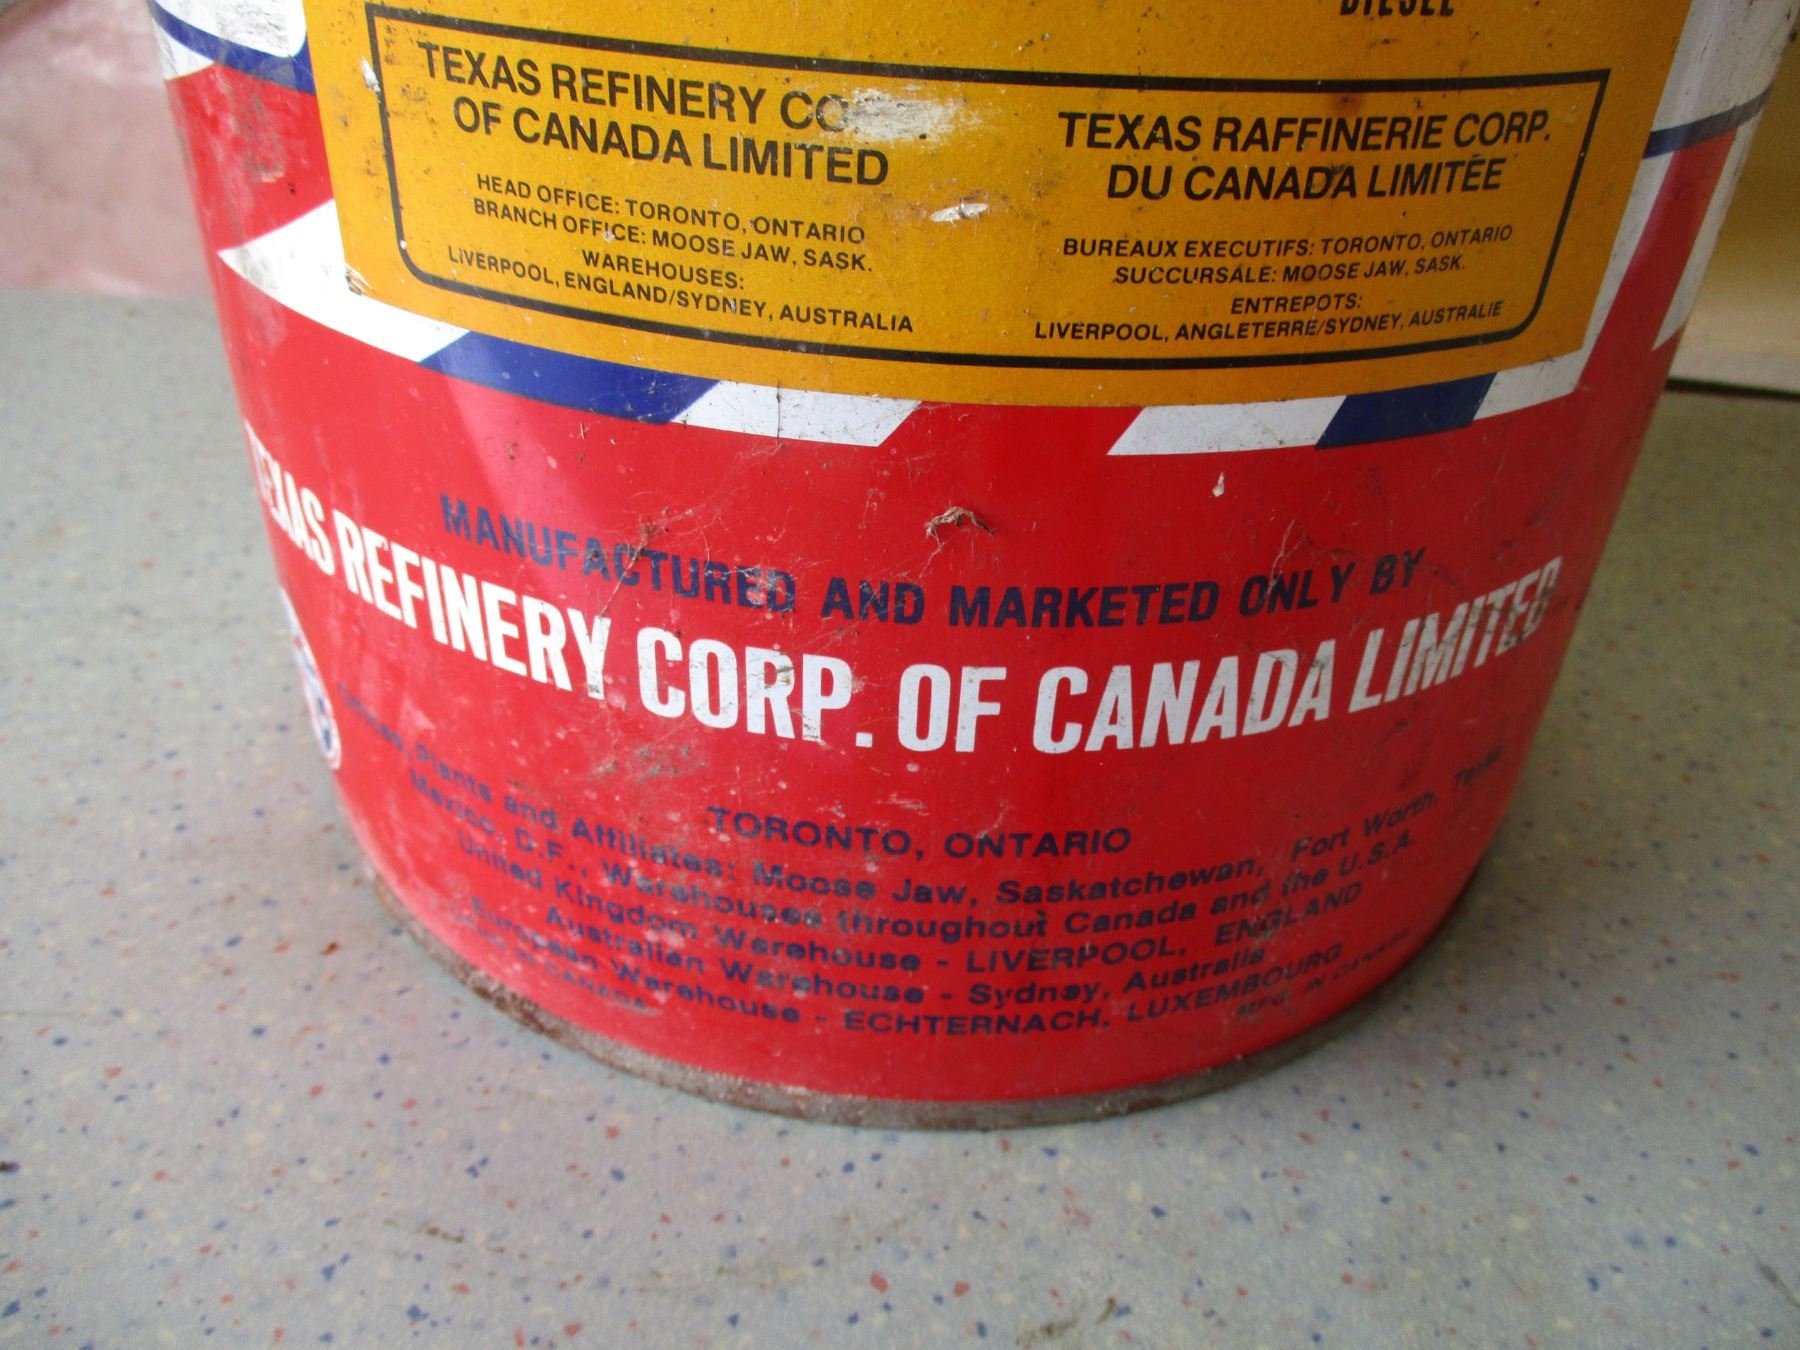 DIESEL
TEXAS REFINERY CO
OF CANADA LIMITED
HEAD OFFICE: TORONTO, ONTARIO
BRANCH OFFICE: MOOSE JAW, SASK.
WAREHOUSES:
LIVERPOOL, ENGLAND/SYDNEY, AUSTRALIA
TEXAS RAFFINERIE CORP.
DU CANADA LIMITÉE
BUREAUX EXECUTIFS: TORONTO, ONTARIO
SUCCURSALE: MOOSE JAW, SASK.
ENTREPOTS:
LIVERPOOL, ANGLETERRE/SYDNEY, AUSTRALIE
MANUFACTURED AND MARKETED ONLY BY
TEXAS REFINERY CORP. OF CANADA LIMITED
TORONTO, ONTARIO
Offices, Plants and Affiliates: Moose Jaw, Saskatchewan, Fort Worth, Texas
Mexico, D.F., Warehouses throughout Canada and the U.S.A.
United Kingdom Warehouse - LIVERPOOL, ENGLAND
Australian Warehouse - Sydney, Australia
European Warehouse - ECHTERNACH, LUXEMBOURG
IN CANADA
MFG. IN CANADA